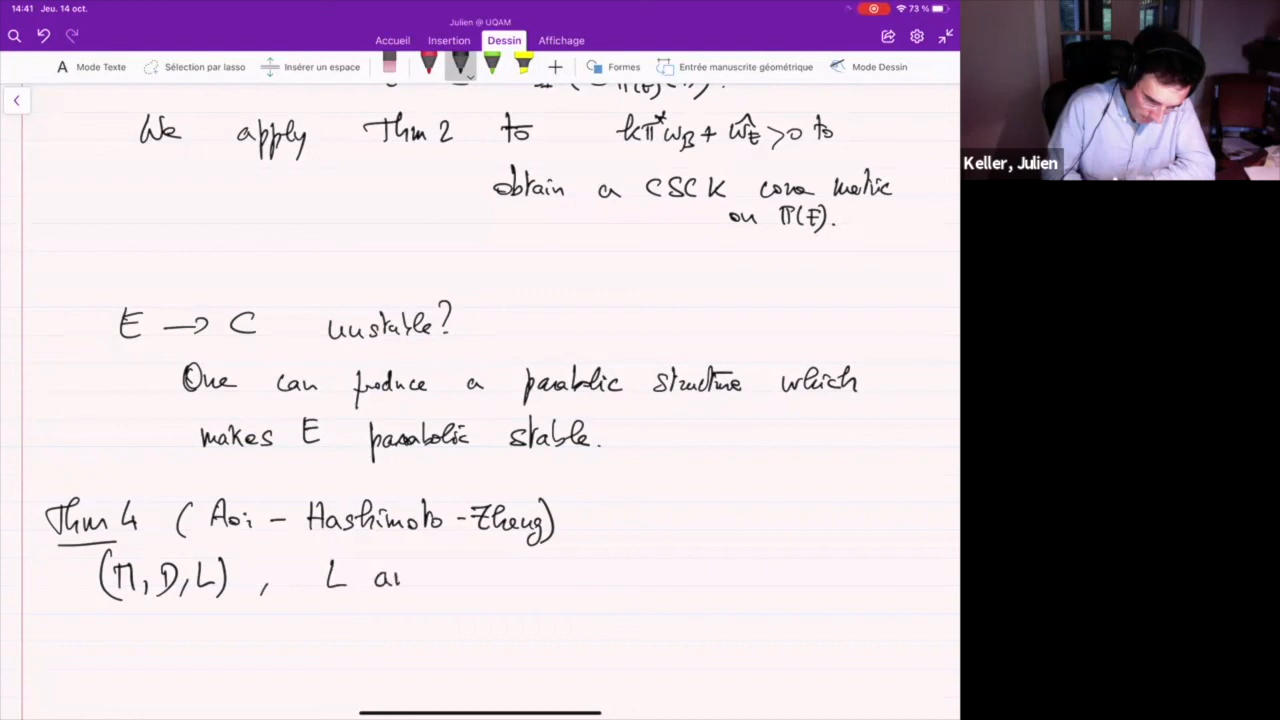 14:41 Jeu. 14 oct.
73 %
Julien @ UQAM
Accueil Insertion Dessin Affichage
Mode Texte Sélection par lasso Insérer un espace Formes Entrée manuscrite géométrique Mode Dessin
We apply Thm 2 to kπ*ω_B + ω̂_E > 0 to
obtain a CSCK cone metric
on ℙ(E).
E → C unstable?
One can produce a parabolic structure which
makes E parabolic stable.
Thm 4 (Aoi - Hashimoto - Zheng)
(M, D, L) , L
Keller, Julien